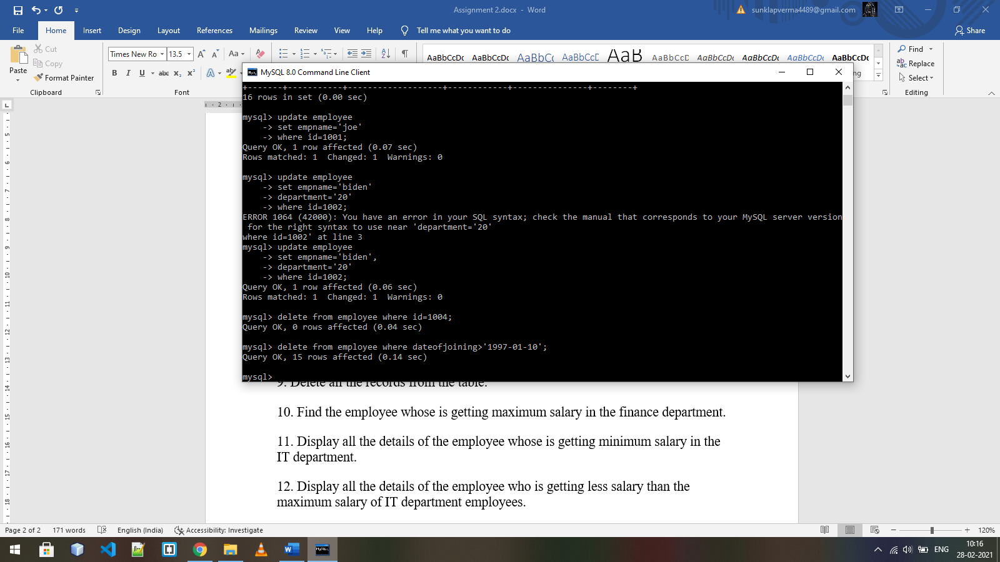 Assignment 2.docx - Word
sunklapverma4489@gmail.com
File Home Insert Design Layout References Mailings Review View Help Tell me what you want to do Share
Paste
Cut
Copy
Format Painter
Clipboard
Times New Ro 13.5
Font
AaBbCcDc AaBbCcDc AaBbCc AaBbCcC AaB AaBbCcD AaBbCcDc AaBbCcDc AaBbCcDc AaBbCcDc
Find
Replace
Select
Editing
MySQL 8.0 Command Line Client
+-------+-----------+-------------------+------------+---------------+--------+
16 rows in set (0.00 sec)
mysql> update employee
-> set empname='joe'
-> where id=1001;
Query OK, 1 row affected (0.07 sec)
Rows matched: 1  Changed: 1  Warnings: 0
mysql> update employee
-> set empname='biden'
-> department='20'
-> where id=1002;
ERROR 1064 (42000): You have an error in your SQL syntax; check the manual that corresponds to your MySQL server version
for the right syntax to use near 'department='20'
where id=1002' at line 3
mysql> update employee
-> set empname='biden',
-> department='20'
-> where id=1002;
Query OK, 1 row affected (0.06 sec)
Rows matched: 1  Changed: 1  Warnings: 0
mysql> delete from employee where id=1004;
Query OK, 0 rows affected (0.04 sec)
mysql> delete from employee where dateofjoining>'1997-01-10';
Query OK, 15 rows affected (0.14 sec)
mysql>
9. Delete all the records from the table.
10. Find the employee whose is getting maximum salary in the finance department.
11. Display all the details of the employee whose is getting minimum salary in the
IT department.
12. Display all the details of the employee who is getting less salary than the
maximum salary of IT department employees.
Page 2 of 2 171 words English (India) Accessibility: Investigate 120%
ENG
10:16
28-02-2021